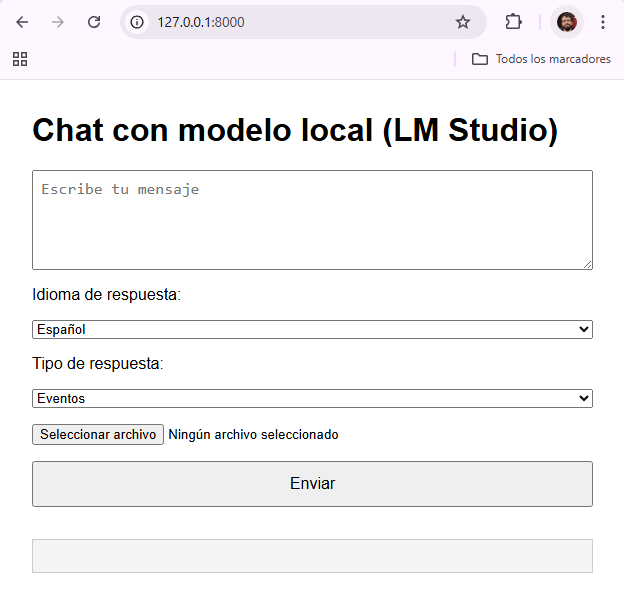 127.0.0.1:8000
Todos los marcadores
Chat con modelo local (LM Studio)
Escribe tu mensaje
Idioma de respuesta:
Español
Tipo de respuesta:
Eventos
Seleccionar archivo Ningún archivo seleccionado
Enviar